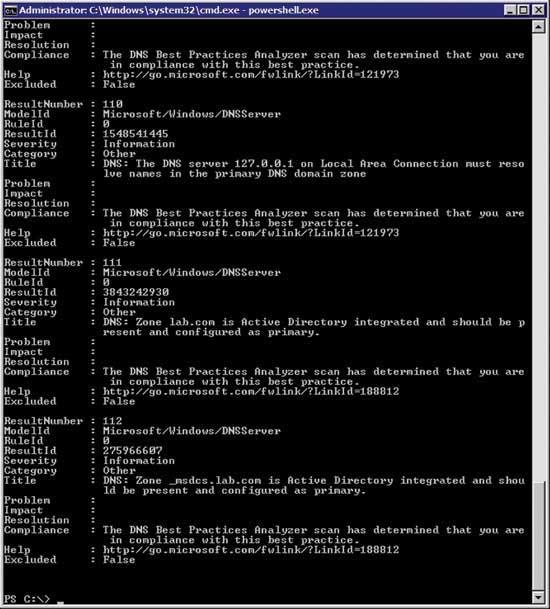 Administrator: C:\Windows\system32\cmd.exe - powershell.exe
Problem :
Impact :
Resolution :
Compliance : The DNS Best Practices Analyzer scan has determined that you are
in compliance with this best practice.
Help : http://go.microsoft.com/fwlink/?LinkId=121973
Excluded : False
ResultNumber : 110
ModelId : Microsoft/Windows/DNSServer
RuleId : 0
ResultId : 1548541445
Severity : Information
Category : Other
Title : DNS: The DNS server 127.0.0.1 on Local Area Connection must reso
lve names in the primary DNS domain zone
Problem :
Impact :
Resolution :
Compliance : The DNS Best Practices Analyzer scan has determined that you are
in compliance with this best practice.
Help : http://go.microsoft.com/fwlink/?LinkId=121973
Excluded : False
ResultNumber : 111
ModelId : Microsoft/Windows/DNSServer
RuleId : 0
ResultId : 3843242930
Severity : Information
Category : Other
Title : DNS: Zone lab.com is Active Directory integrated and should be p
resent and configured as primary.
Problem :
Impact :
Resolution :
Compliance : The DNS Best Practices Analyzer scan has determined that you are
in compliance with this best practice.
Help : http://go.microsoft.com/fwlink/?LinkId=188812
Excluded : False
ResultNumber : 112
ModelId : Microsoft/Windows/DNSServer
RuleId : 0
ResultId : 275966607
Severity : Information
Category : Other
Title : DNS: Zone _msdcs.lab.com is Active Directory integrated and shou
ld be present and configured as primary.
Problem :
Impact :
Resolution :
Compliance : The DNS Best Practices Analyzer scan has determined that you are
in compliance with this best practice.
Help : http://go.microsoft.com/fwlink/?LinkId=188812
Excluded : False
PS C:\> _